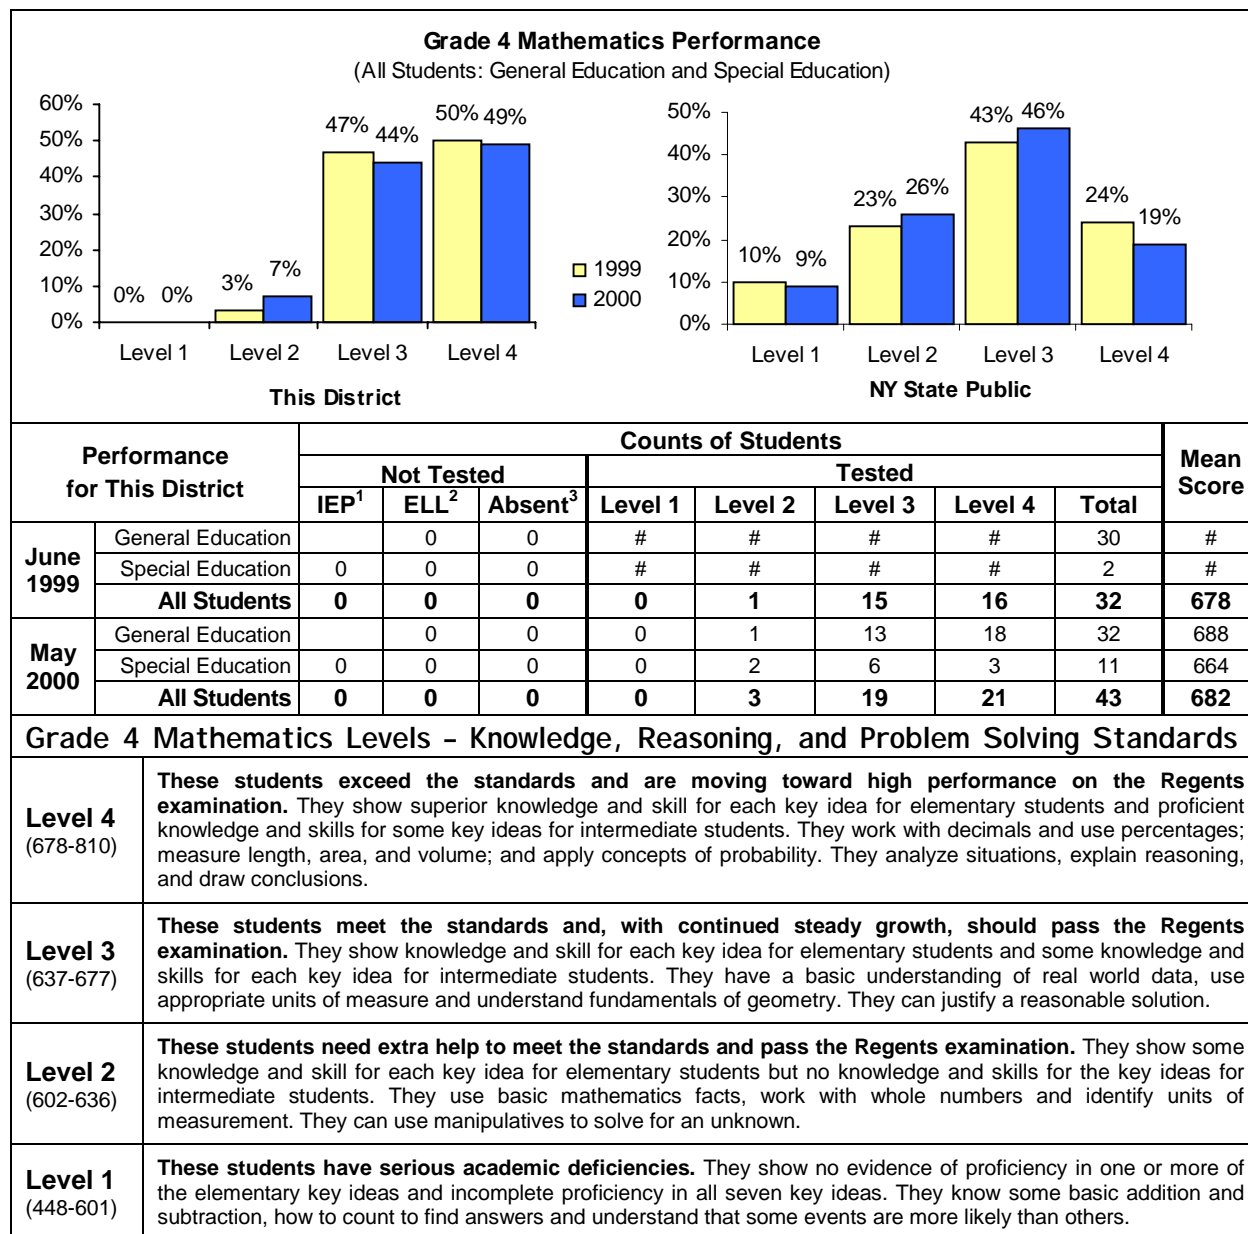 Grade 4 Mathematics Performance
(All Students: General Education and Special Education)
60%
50%
40%
30%
20%
10%
0%
0% 0%
3% 7%
47% 44%
50% 49%
Level 1 Level 2 Level 3 Level 4
This District
1999
2000
50%
40%
30%
20%
10%
0%
10% 9%
23% 26%
43% 46%
24% 19%
Level 1 Level 2 Level 3 Level 4
NY State Public
Performance for This District
Counts of Students
Mean Score
Not Tested Tested
IEP1 ELL2 Absent3 Level 1 Level 2 Level 3 Level 4 Total
June 1999
General Education 0 0 # # # # 30 #
Special Education 0 0 0 # # # # 2 #
All Students 0 0 0 0 1 15 16 32 678
May 2000
General Education 0 0 0 1 13 18 32 688
Special Education 0 0 0 0 2 6 3 11 664
All Students 0 0 0 0 3 19 21 43 682
Grade 4 Mathematics Levels – Knowledge, Reasoning, and Problem Solving Standards
Level 4
(678-810)
These students exceed the standards and are moving toward high performance on the Regents
examination. They show superior knowledge and skill for each key idea for elementary students and proficient
knowledge and skills for some key ideas for intermediate students. They work with decimals and use percentages;
measure length, area, and volume; and apply concepts of probability. They analyze situations, explain reasoning,
and draw conclusions.
Level 3
(637-677)
These students meet the standards and, with continued steady growth, should pass the Regents
examination. They show knowledge and skill for each key idea for elementary students and some knowledge and
skills for each key idea for intermediate students. They have a basic understanding of real world data, use
appropriate units of measure and understand fundamentals of geometry. They can justify a reasonable solution.
Level 2
(602-636)
These students need extra help to meet the standards and pass the Regents examination. They show some
knowledge and skill for each key idea for elementary students but no knowledge and skills for the key ideas for
intermediate students. They use basic mathematics facts, work with whole numbers and identify units of
measurement. They can use manipulatives to solve for an unknown.
Level 1
(448-601)
These students have serious academic deficiencies. They show no evidence of proficiency in one or more of
the elementary key ideas and incomplete proficiency in all seven key ideas. They know some basic addition and
subtraction, how to count to find answers and understand that some events are more likely than others.